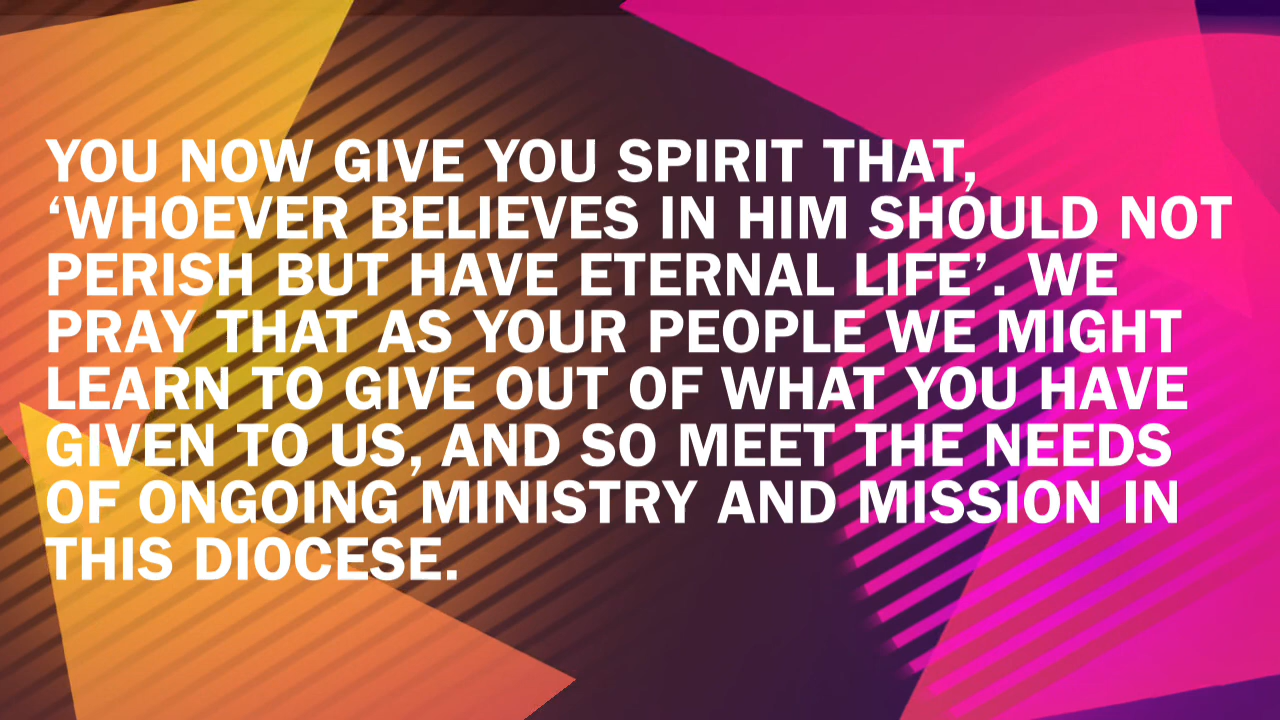 YOU NOW GIVE YOU SPIRIT THAT,
‘WHOEVER BELIEVES IN HIM SHOULD NOT
PERISH BUT HAVE ETERNAL LIFE’. WE
PRAY THAT AS YOUR PEOPLE WE MIGHT
LEARN TO GIVE OUT OF WHAT YOU HAVE
GIVEN TO US, AND SO MEET THE NEEDS
OF ONGOING MINISTRY AND MISSION IN
THIS DIOCESE.